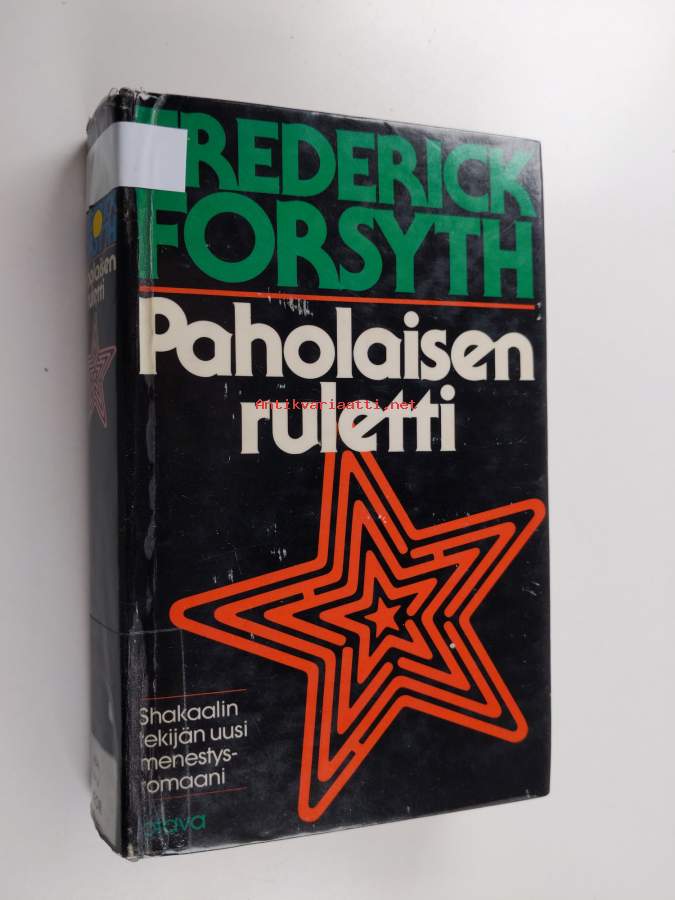 FREDERICK
FORSYTH
Paholaisen
ruletti
Antikvariaatti.net
Shakaalin
tekijän uusi
menestys-
romaani
otava
Paholaisen
ruletti